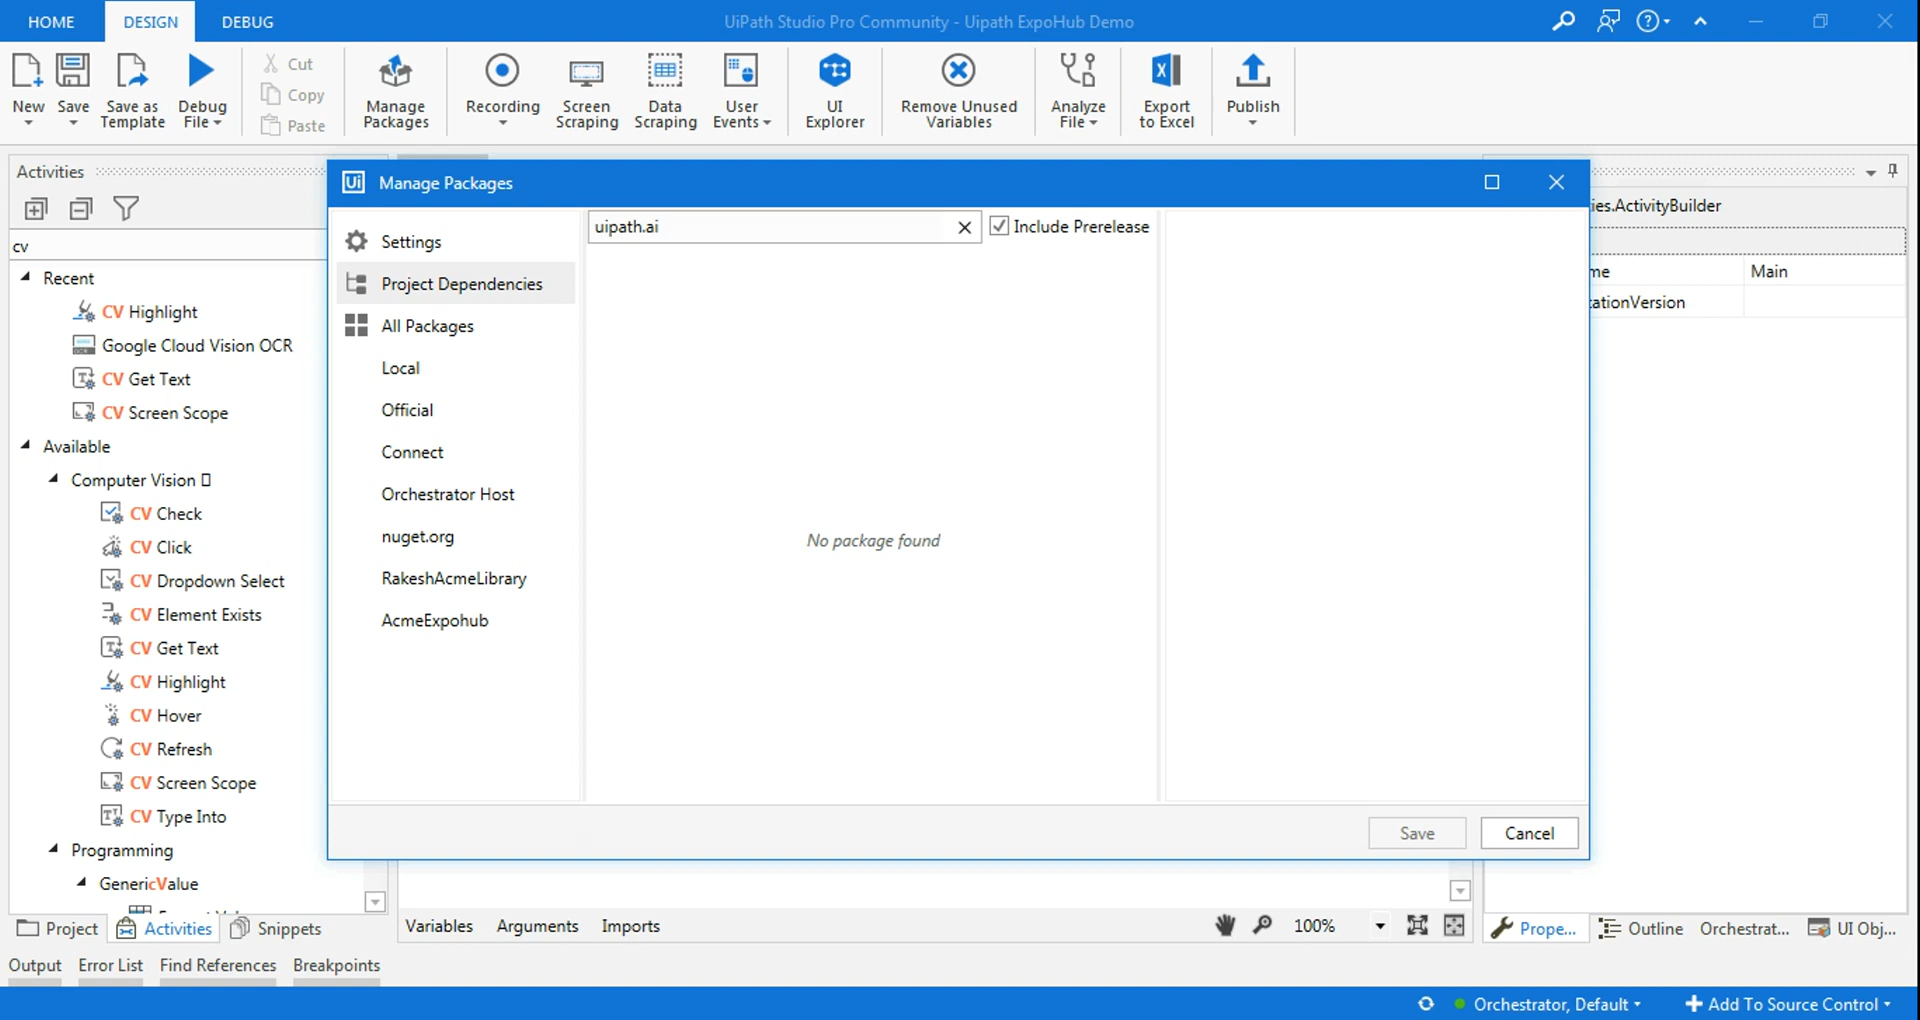 HOME DESIGN DEBUG UiPath Studio Pro Community - Uipath ExpoHub Demo
New Save Save as Template Debug File Cut Copy Paste Manage Packages Recording Screen Scraping Data Scraping User Events UI Explorer Remove Unused Variables Analyze File Export to Excel Publish
Activities
cv
Recent
CV Highlight
Google Cloud Vision OCR
CV Get Text
CV Screen Scope
Available
Computer Vision
CV Check
CV Click
CV Dropdown Select
CV Element Exists
CV Get Text
CV Highlight
CV Hover
CV Refresh
CV Screen Scope
CV Type Into
Programming
GenericValue
Project Activities Snippets
Ui Manage Packages
Settings
Project Dependencies
All Packages
Local
Official
Connect
Orchestrator Host
nuget.org
RakeshAcmeLibrary
AcmeExpohub
uipath.ai Include Prerelease
No package found
Save Cancel
ies.ActivityBuilder
me Main
tationVersion
Variables Arguments Imports 100%
Prope... Outline Orchestrat... UI Obj...
Output Error List Find References Breakpoints
Orchestrator, Default Add To Source Control